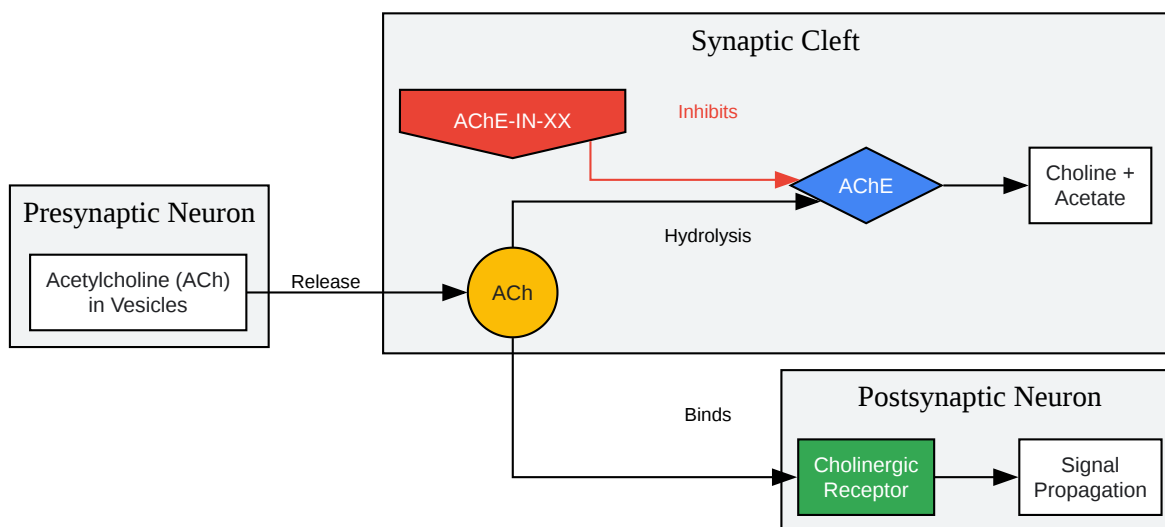 Synaptic Cleft
AChE-IN-XX
Inhibits
AChE
Choline +
Acetate
Presynaptic Neuron
Acetylcholine (ACh)
in Vesicles
Release
ACh
Hydrolysis
Binds
Postsynaptic Neuron
Cholinergic
Receptor
Signal
Propagation